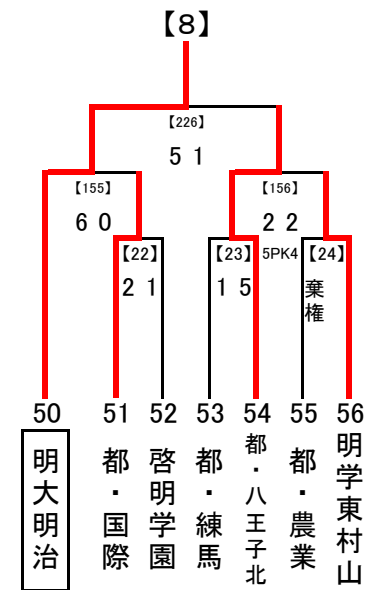 【8】
【226】
5 1
【155】
【156】
6 0
2 2
【22】
【23】
5PK4
【24】
2 1
1 5
棄権
50 51 52 53 54 55 56
明大明治
都・国際
啓明学園
都・練馬
都・八王子北
都・農業
明学東村山